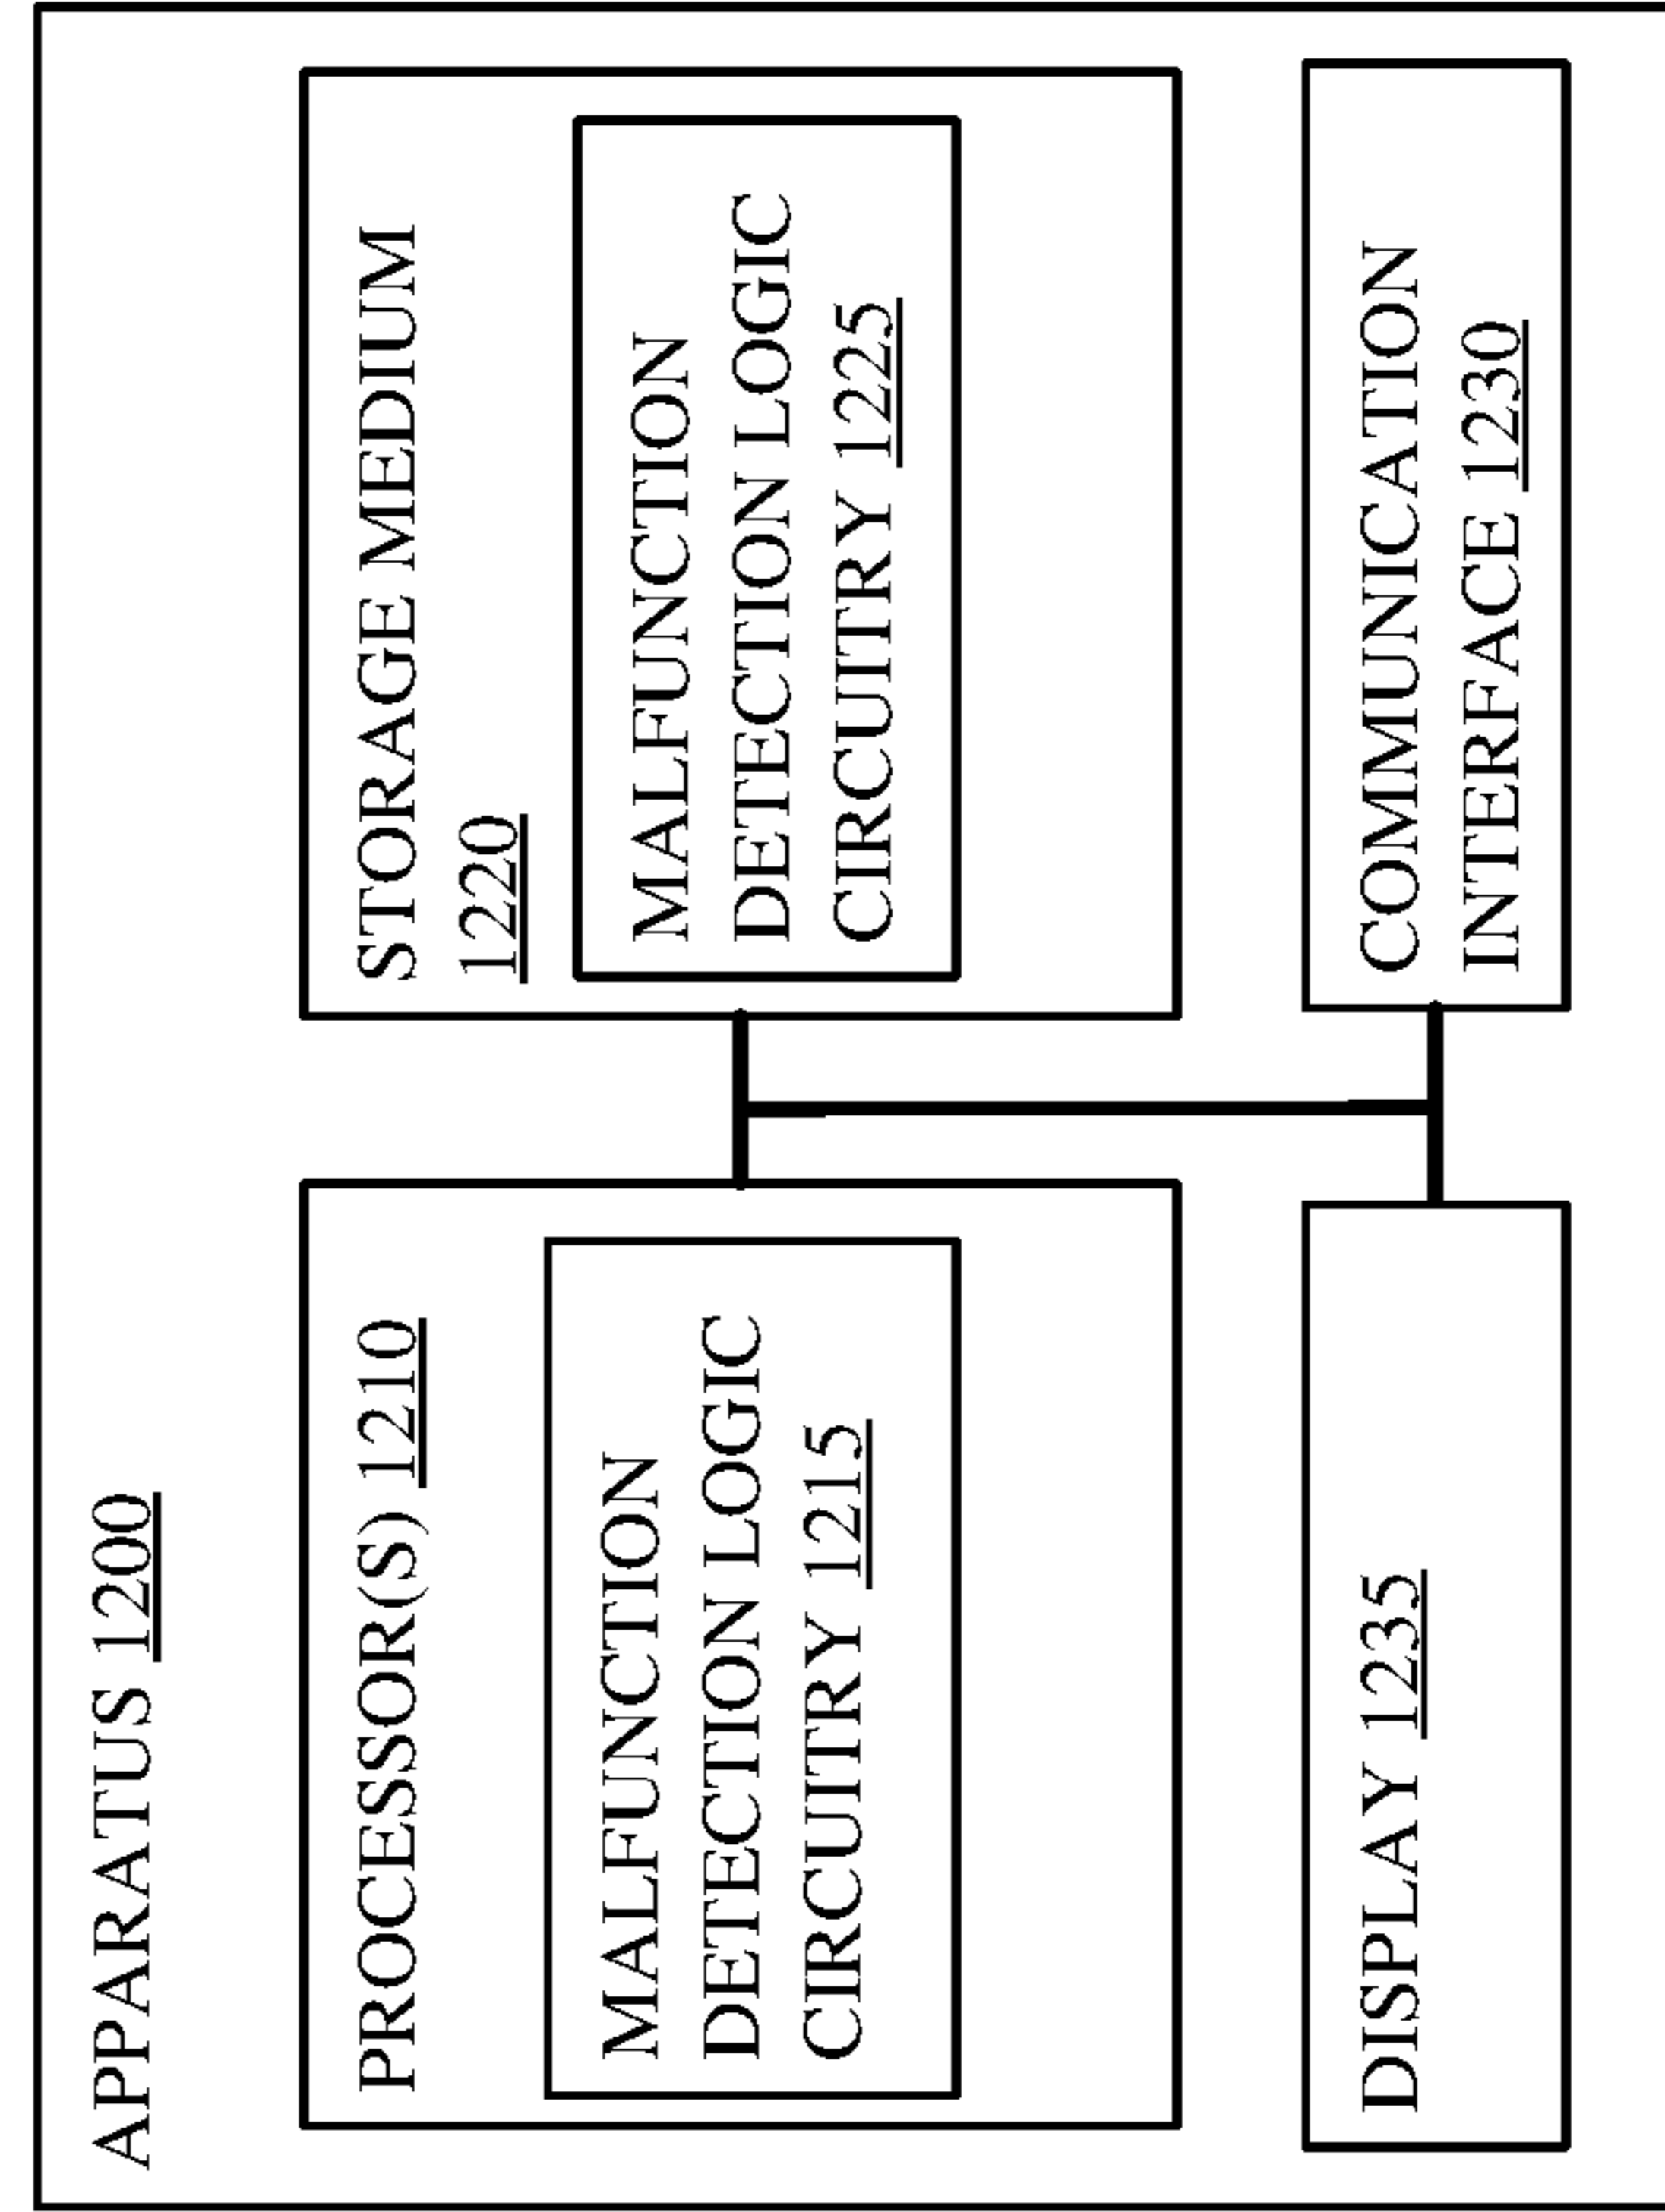 APPARATUS 1200
PROCESSOR(S) 1210
MALFUNCTION
DETECTION LOGIC
CIRCUITRY 1215
STORAGE MEDIUM
1220
MALFUNCTION
DETECTION LOGIC
CIRCUITRY 1225
DISPLAY 1235
COMMUNICATION
INTERFACE 1230